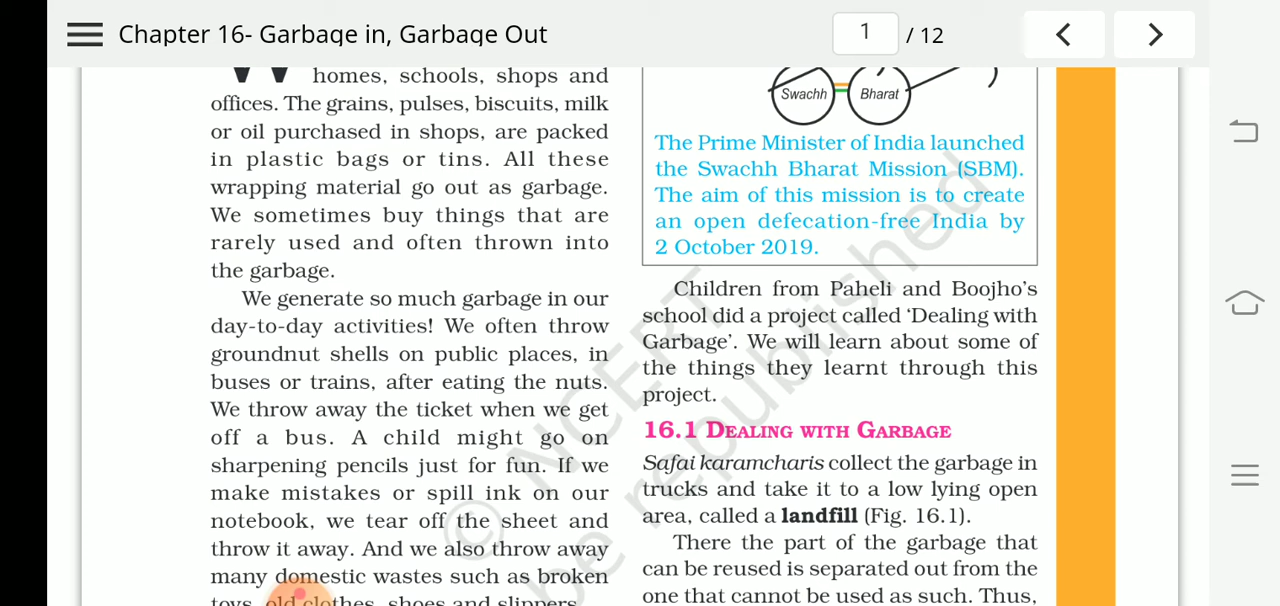 Chapter 16- Garbage in, Garbage Out
1 / 12
homes, schools, shops and
offices. The grains, pulses, biscuits, milk
or oil purchased in shops, are packed
in plastic bags or tins. All these
wrapping material go out as garbage.
We sometimes buy things that are
rarely used and often thrown into
the garbage.
We generate so much garbage in our
day-to-day activities! We often throw
groundnut shells on public places, in
buses or trains, after eating the nuts.
We throw away the ticket when we get
off a bus. A child might go on
sharpening pencils just for fun. If we
make mistakes or spill ink on our
notebook, we tear off the sheet and
throw it away. And we also throw away
many domestic wastes such as broken
toys, old clothes, shoes and slippers.
Swachh Bharat
The Prime Minister of India launched
the Swachh Bharat Mission (SBM).
The aim of this mission is to create
an open defecation-free India by
2 October 2019.
Children from Paheli and Boojho's
school did a project called ‘Dealing with
Garbage’. We will learn about some of
the things they learnt through this
project.
16.1 DEALING WITH GARBAGE
Safai karamcharis collect the garbage in
trucks and take it to a low lying open
area, called a landfill (Fig. 16.1).
There the part of the garbage that
can be reused is separated out from the
one that cannot be used as such. Thus,
© NCERT
be republished